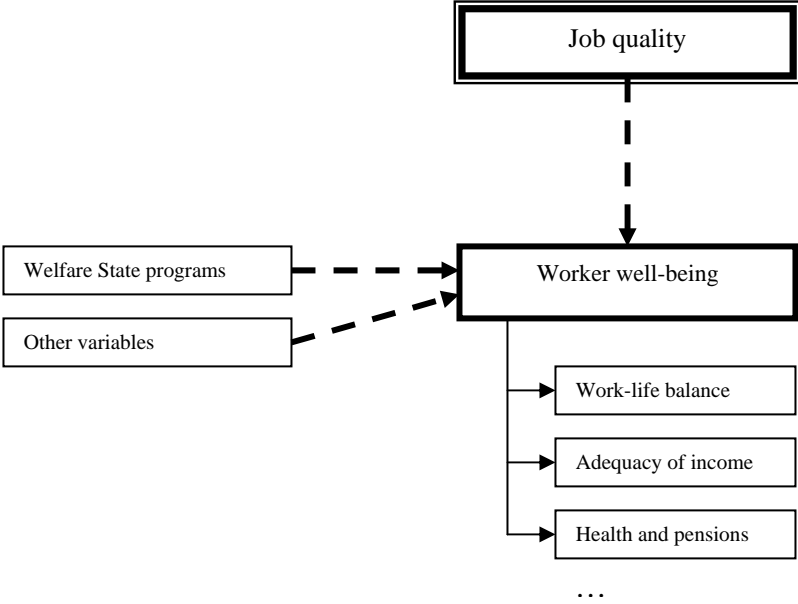 Job quality
Welfare State programs
Worker well-being
Other variables
Work-life balance
Adequacy of income
Health and pensions
…